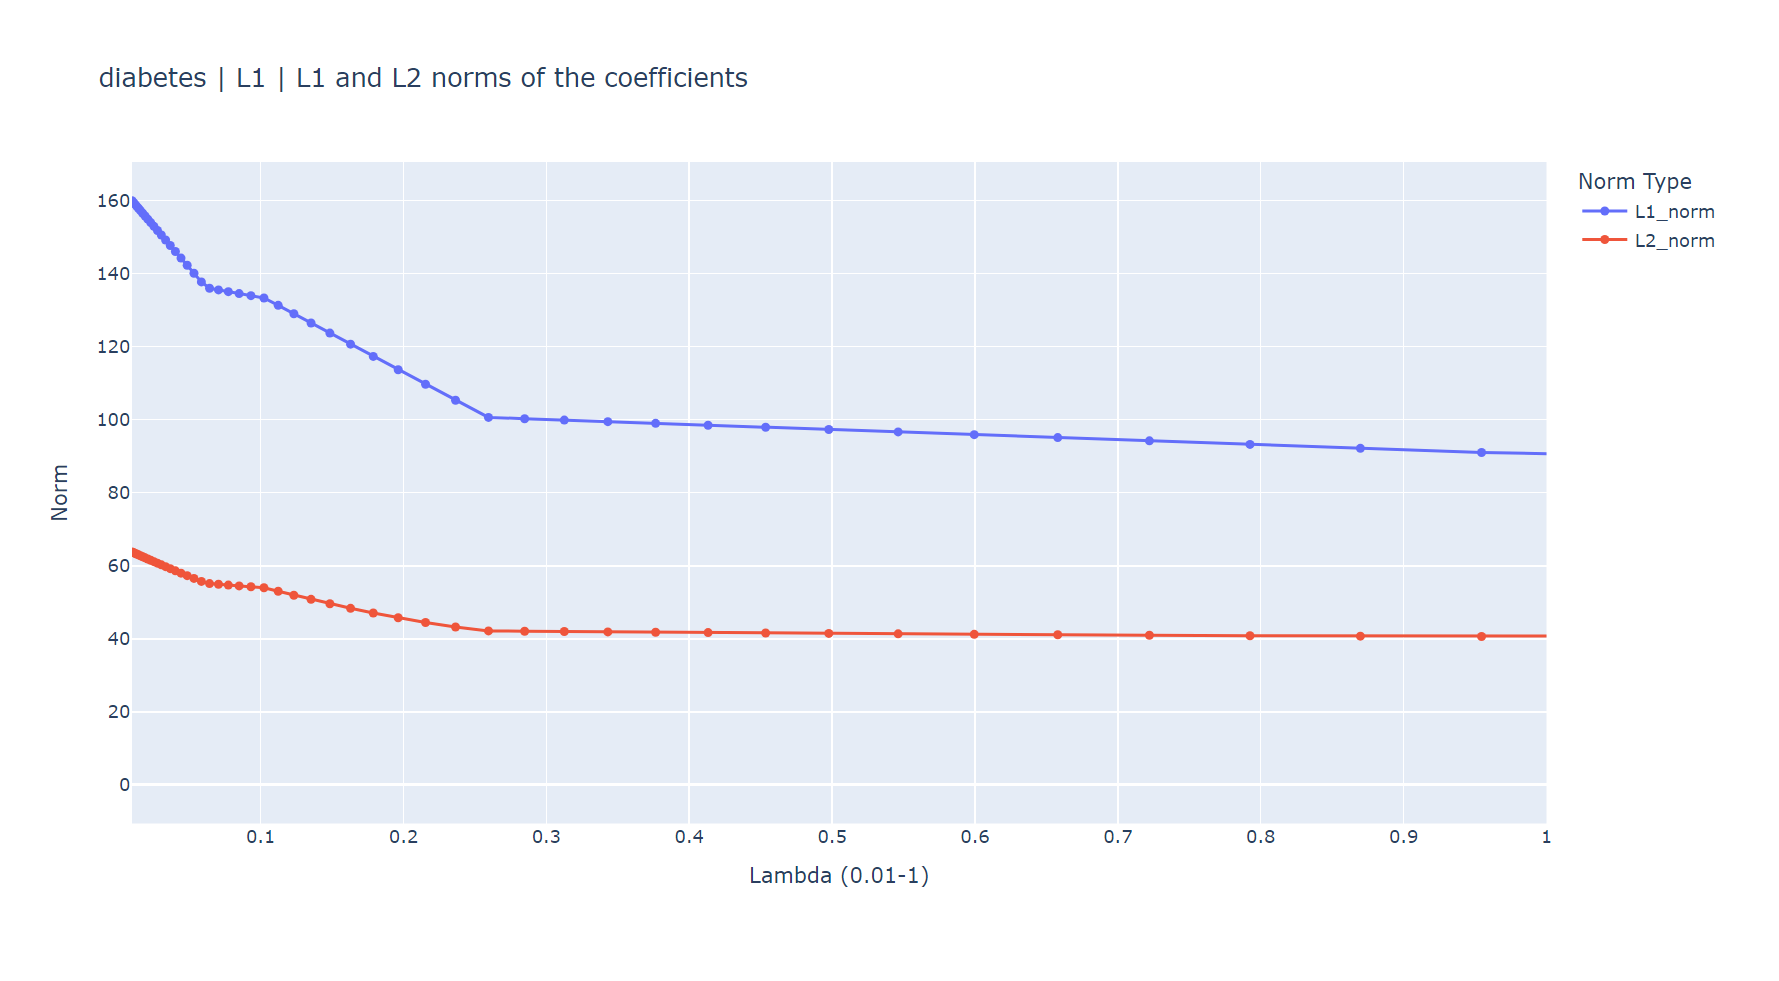 diabetes | L1 | L1 and L2 norms of the coefficients
Norm Type
L1_norm
L2_norm
160
140
120
100
80
60
40
20
0
Norm
0.1 0.2 0.3 0.4 0.5 0.6 0.7 0.8 0.9 1
Lambda (0.01-1)